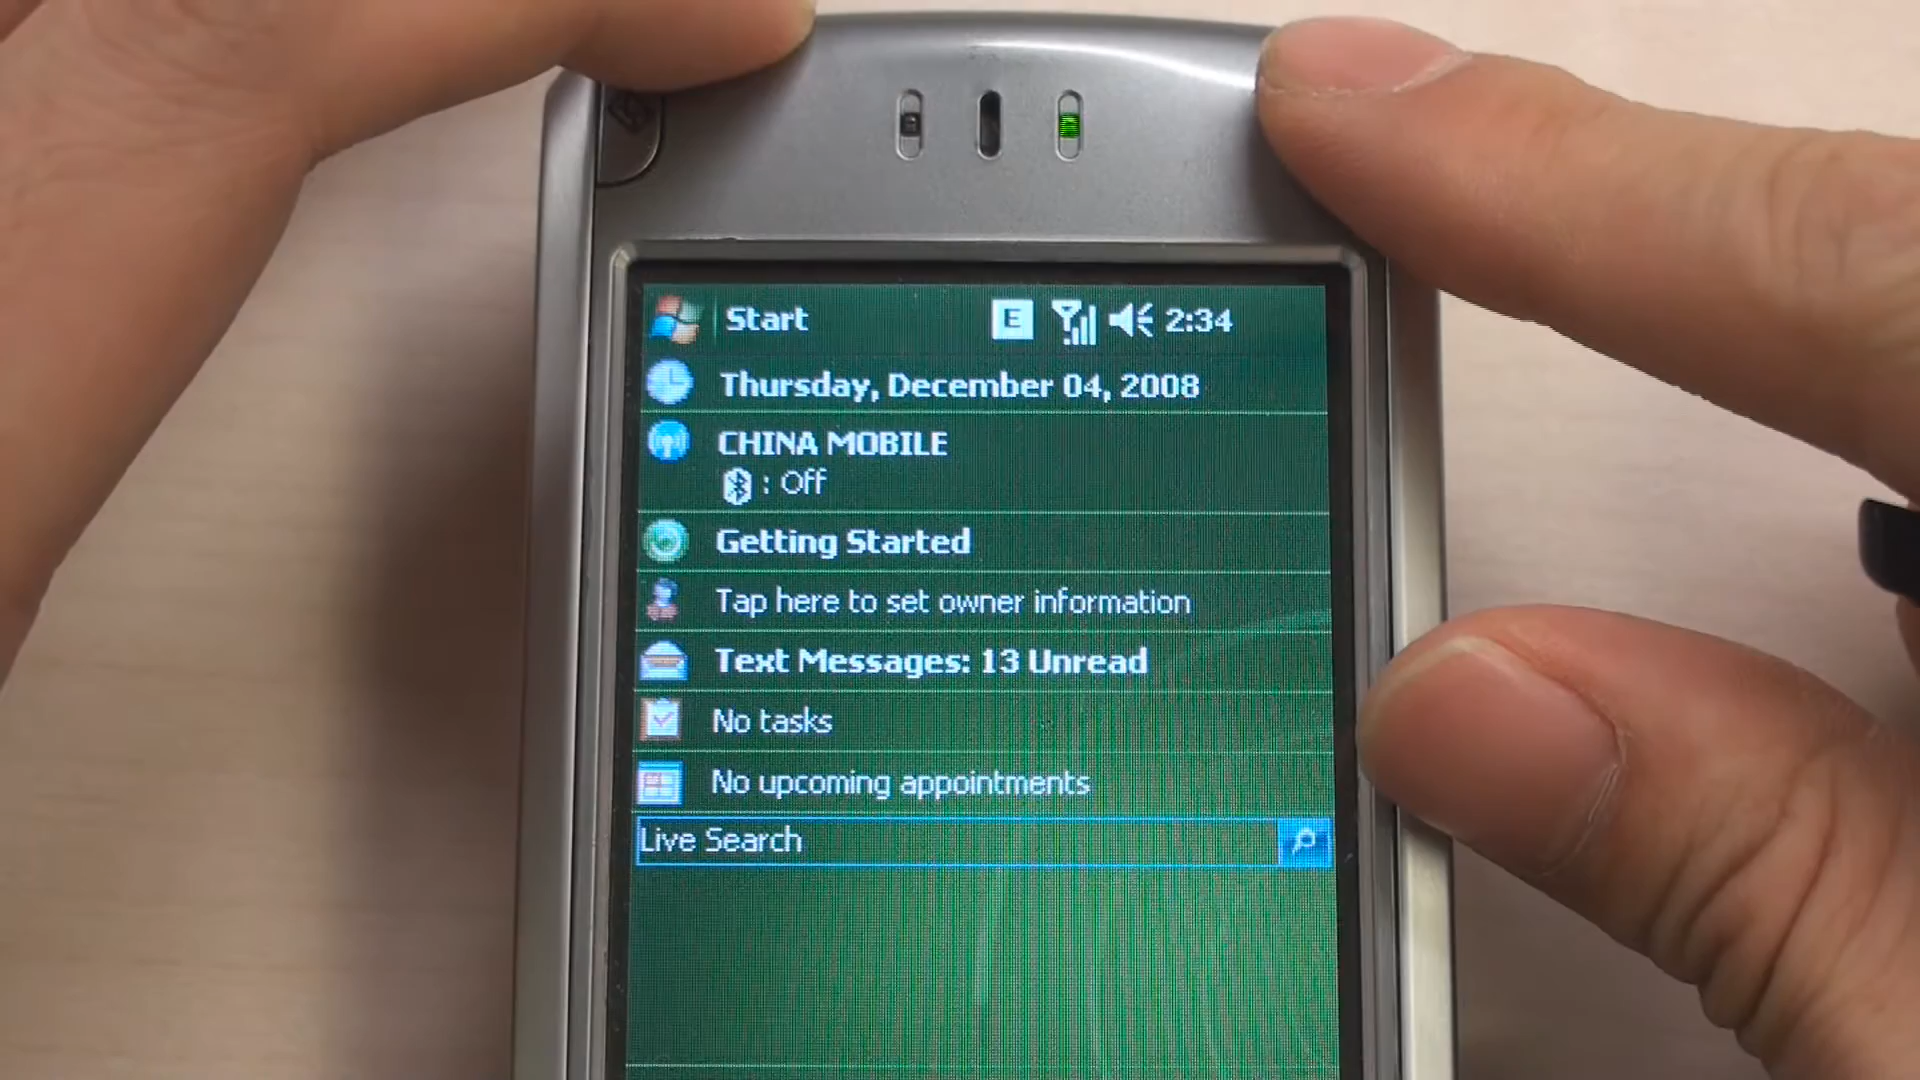 Start E 2:34
Thursday, December 04, 2008
CHINA MOBILE
: Off
Getting Started
Tap here to set owner information
Text Messages: 13 Unread
No tasks
No upcoming appointments
Live Search